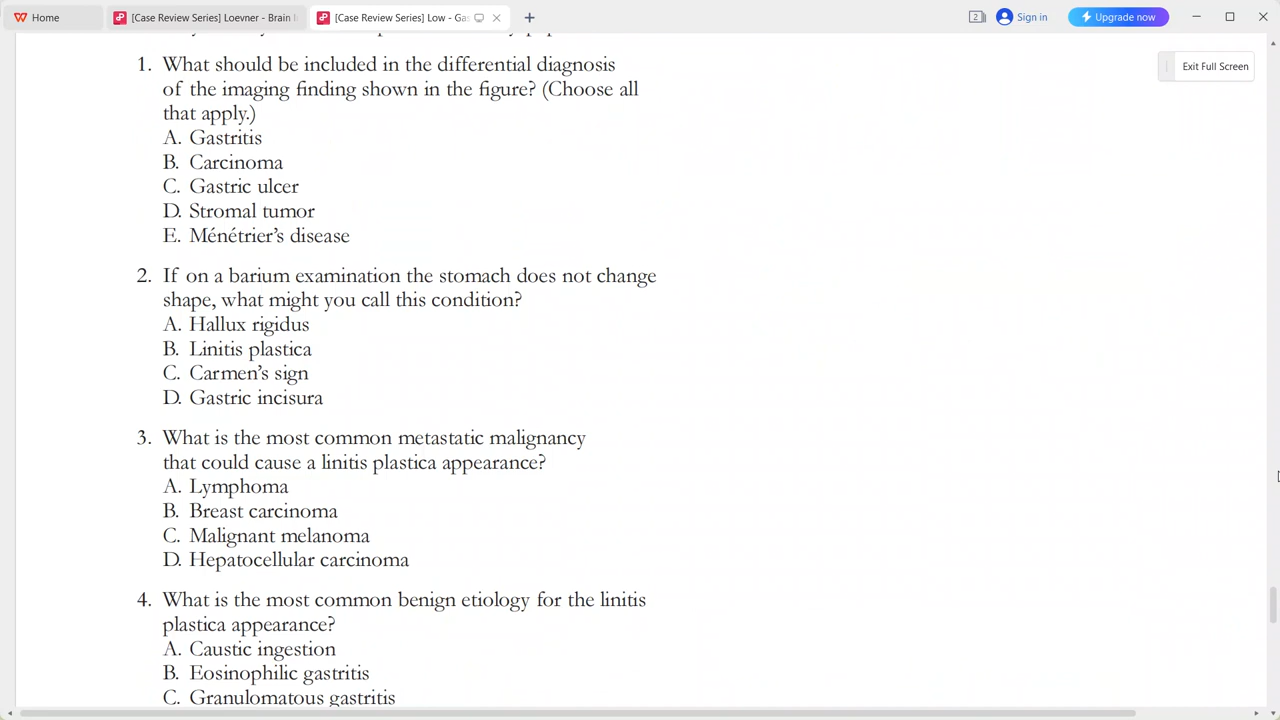 Home
[Case Review Series] Loevner - Brain I
[Case Review Series] Low - Gas
2
Sign in
Upgrade now
Exit Full Screen
1. What should be included in the differential diagnosis
of the imaging finding shown in the figure? (Choose all
that apply.)
A. Gastritis
B. Carcinoma
C. Gastric ulcer
D. Stromal tumor
E. Ménétrier's disease
2. If on a barium examination the stomach does not change
shape, what might you call this condition?
A. Hallux rigidus
B. Linitis plastica
C. Carmen's sign
D. Gastric incisura
3. What is the most common metastatic malignancy
that could cause a linitis plastica appearance?
A. Lymphoma
B. Breast carcinoma
C. Malignant melanoma
D. Hepatocellular carcinoma
4. What is the most common benign etiology for the linitis
plastica appearance?
A. Caustic ingestion
B. Eosinophilic gastritis
C. Granulomatous gastritis